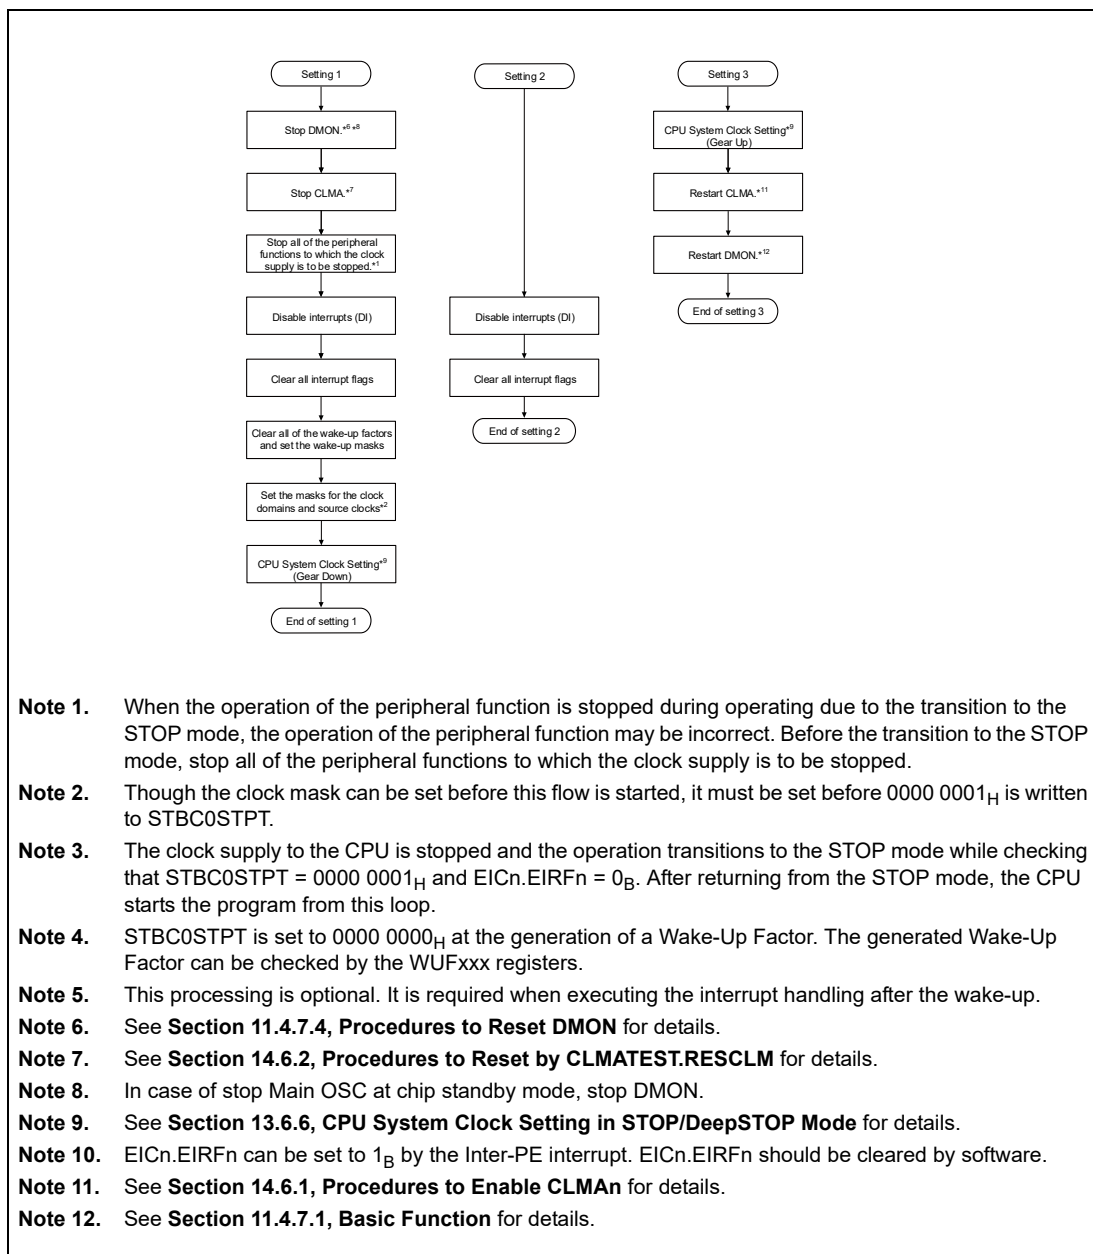 Setting 1
Stop DMON.*6 *8
Stop CLMA.*7
Stop all of the peripheral
functions to which the clock
supply is to be stopped.*1
Disable interrupts (DI)
Clear all interrupt flags
Clear all of the wake-up factors
and set the wake-up masks
Set the masks for the clock
domains and source clocks*2
CPU System Clock Setting*9
(Gear Down)
End of setting 1
Setting 2
Disable interrupts (DI)
Clear all interrupt flags
End of setting 2
Setting 3
CPU System Clock Setting*9
(Gear Up)
Restart CLMA.*11
Restart DMON.*12
End of setting 3
Note 1. When the operation of the peripheral function is stopped during operating due to the transition to the
STOP mode, the operation of the peripheral function may be incorrect. Before the transition to the STOP
mode, stop all of the peripheral functions to which the clock supply is to be stopped.
Note 2. Though the clock mask can be set before this flow is started, it must be set before 0000 0001H is written
to STBC0STPT.
Note 3. The clock supply to the CPU is stopped and the operation transitions to the STOP mode while checking
that STBC0STPT = 0000 0001H and EICn.EIRFn = 0B. After returning from the STOP mode, the CPU
starts the program from this loop.
Note 4. STBC0STPT is set to 0000 0000H at the generation of a Wake-Up Factor. The generated Wake-Up
Factor can be checked by the WUFxxx registers.
Note 5. This processing is optional. It is required when executing the interrupt handling after the wake-up.
Note 6. See Section 11.4.7.4, Procedures to Reset DMON for details.
Note 7. See Section 14.6.2, Procedures to Reset by CLMATEST.RESCLM for details.
Note 8. In case of stop Main OSC at chip standby mode, stop DMON.
Note 9. See Section 13.6.6, CPU System Clock Setting in STOP/DeepSTOP Mode for details.
Note 10. EICn.EIRFn can be set to 1B by the Inter-PE interrupt. EICn.EIRFn should be cleared by software.
Note 11. See Section 14.6.1, Procedures to Enable CLMAn for details.
Note 12. See Section 11.4.7.1, Basic Function for details.